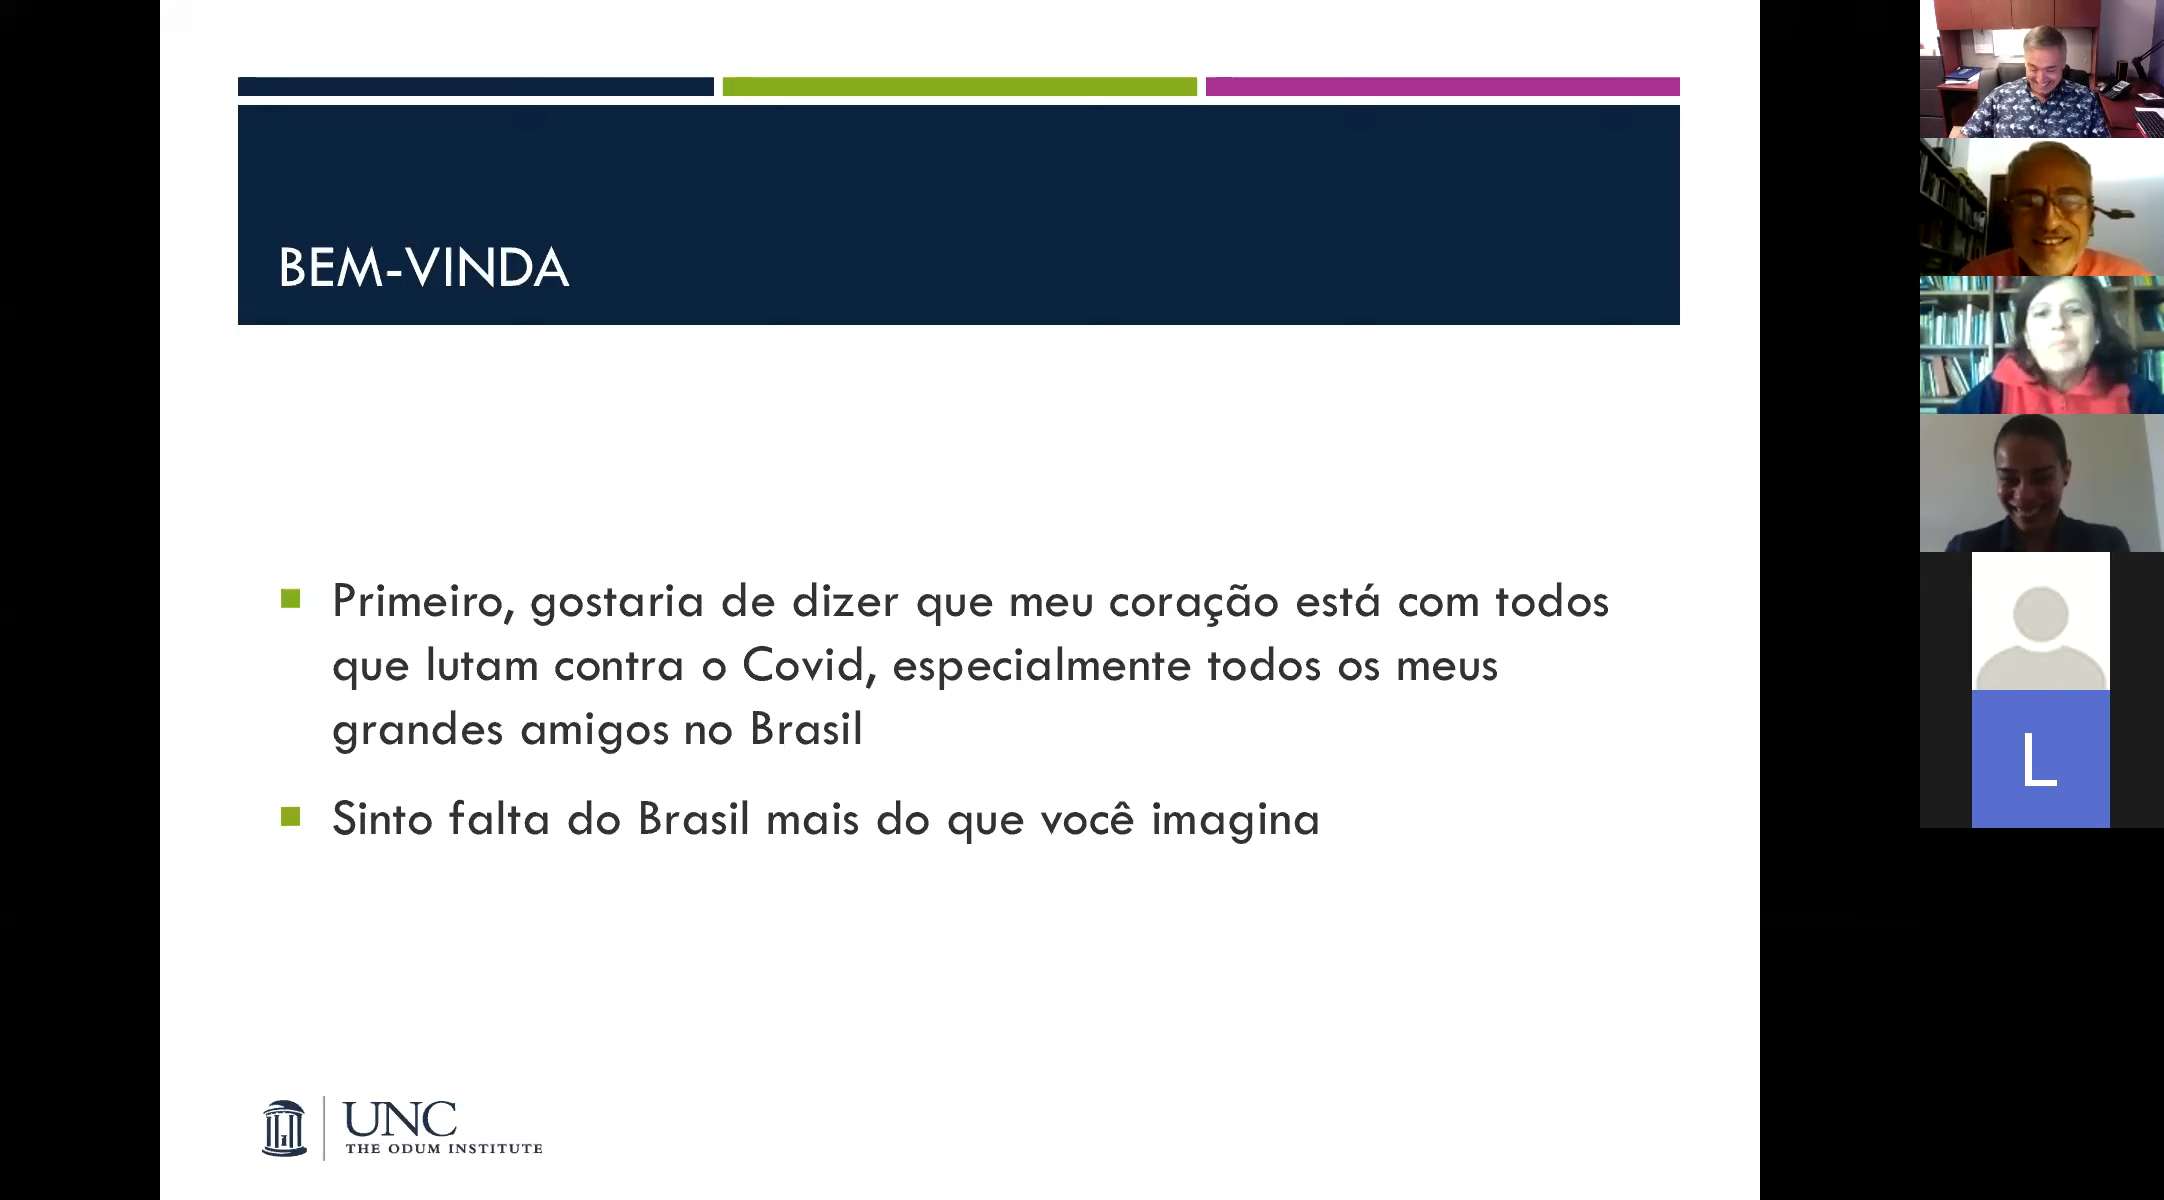 BEM-VINDA
Primeiro, gostaria de dizer que meu coração está com todos
que lutam contra o Covid, especialmente todos os meus
grandes amigos no Brasil
Sinto falta do Brasil mais do que você imagina
UNC
THE ODUM INSTITUTE
L